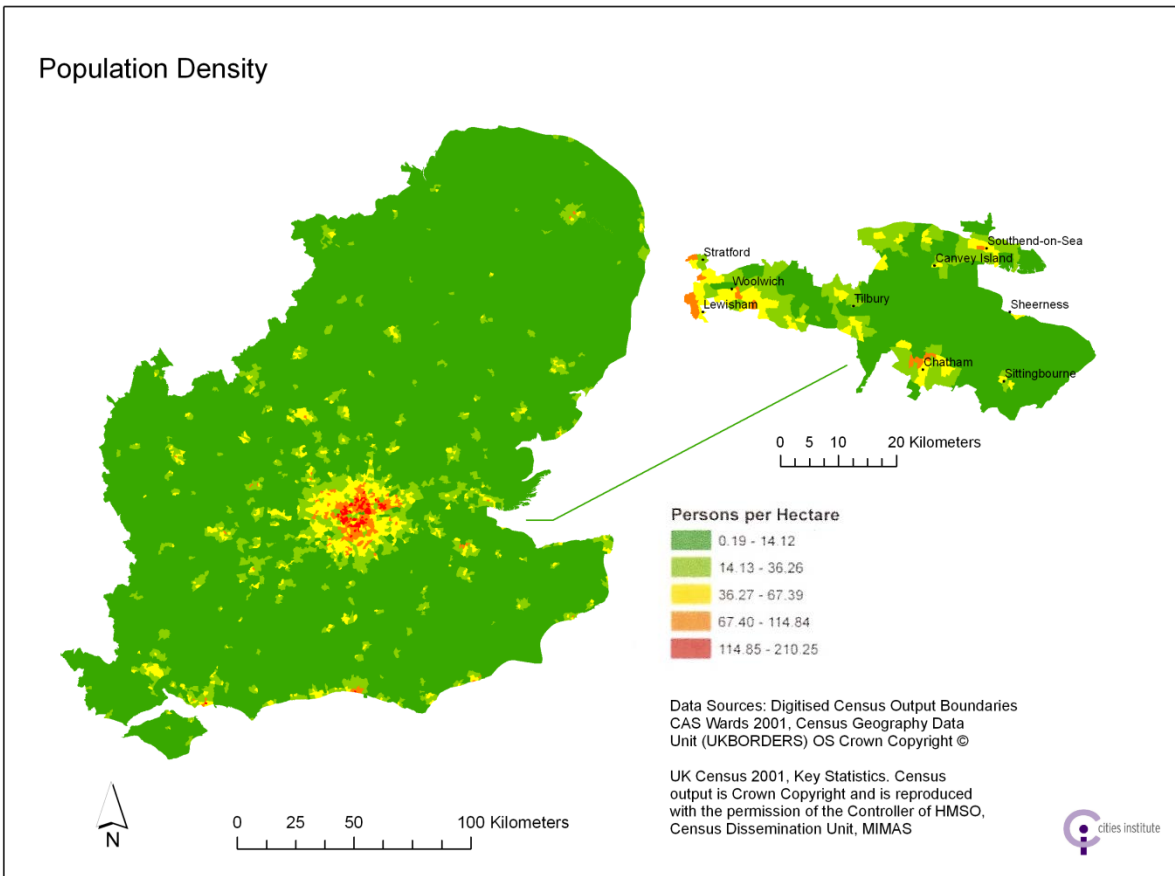 Population Density
Stratford
Woolwich
Lewisham
Tilbury
Southend-on-Sea
Canvey Island
Sheerness
Chatham
Sittingbourne
0 5 10 20 Kilometers
Persons per Hectare
0.19 - 14.12
14.13 - 36.26
36.27 - 67.39
67.40 - 114.84
114.85 - 210.25
Data Sources: Digitised Census Output Boundaries
CAS Wards 2001, Census Geography Data
Unit (UKBORDERS) OS Crown Copyright ©
UK Census 2001, Key Statistics. Census
output is Crown Copyright and is reproduced
with the permission of the Controller of HMSO,
Census Dissemination Unit, MIMAS
N
0 25 50 100 Kilometers
ci cities institute